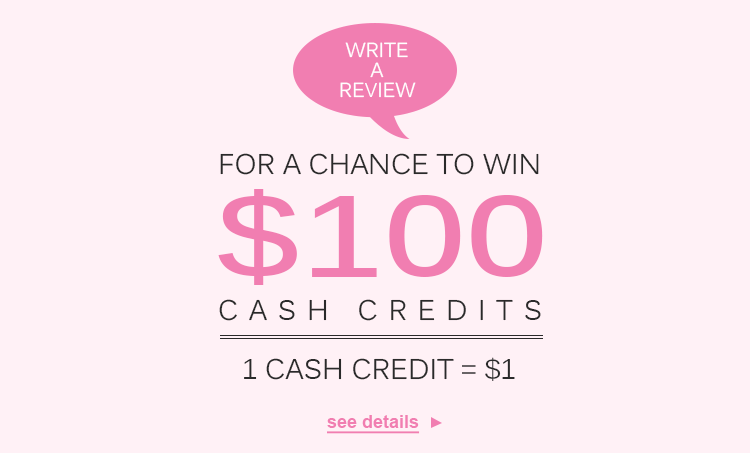 WRITE
A
REVIEW
FOR A CHANCE TO WIN
$100
CASH CREDITS
1 CASH CREDIT = $1
see details